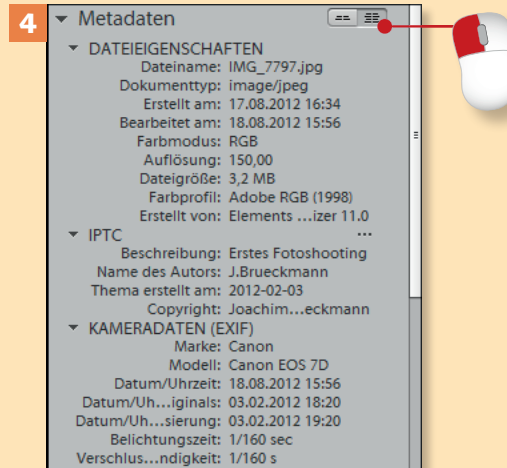 4
Metadaten
DATEIEIGENSCHAFTEN
Dateiname: IMG_7797.jpg
Dokumenttyp: image/jpeg
Erstellt am: 17.08.2012 16:34
Bearbeitet am: 18.08.2012 15:56
Farbmodus: RGB
Auflösung: 150,00
Dateigröße: 3,2 MB
Farbprofil: Adobe RGB (1998)
Erstellt von: Elements ...izer 11.0
IPTC ...
Beschreibung: Erstes Fotoshooting
Name des Autors: J.Brueckmann
Thema erstellt am: 2012-02-03
Copyright: Joachim...eckmann
KAMERADATEN (EXIF)
Marke: Canon
Modell: Canon EOS 7D
Datum/Uhrzeit: 18.08.2012 15:56
Datum/Uh...iginals: 03.02.2012 18:20
Datum/Uh...sierung: 03.02.2012 19:20
Belichtungszeit: 1/160 sec
Verschlus...ndigkeit: 1/160 s